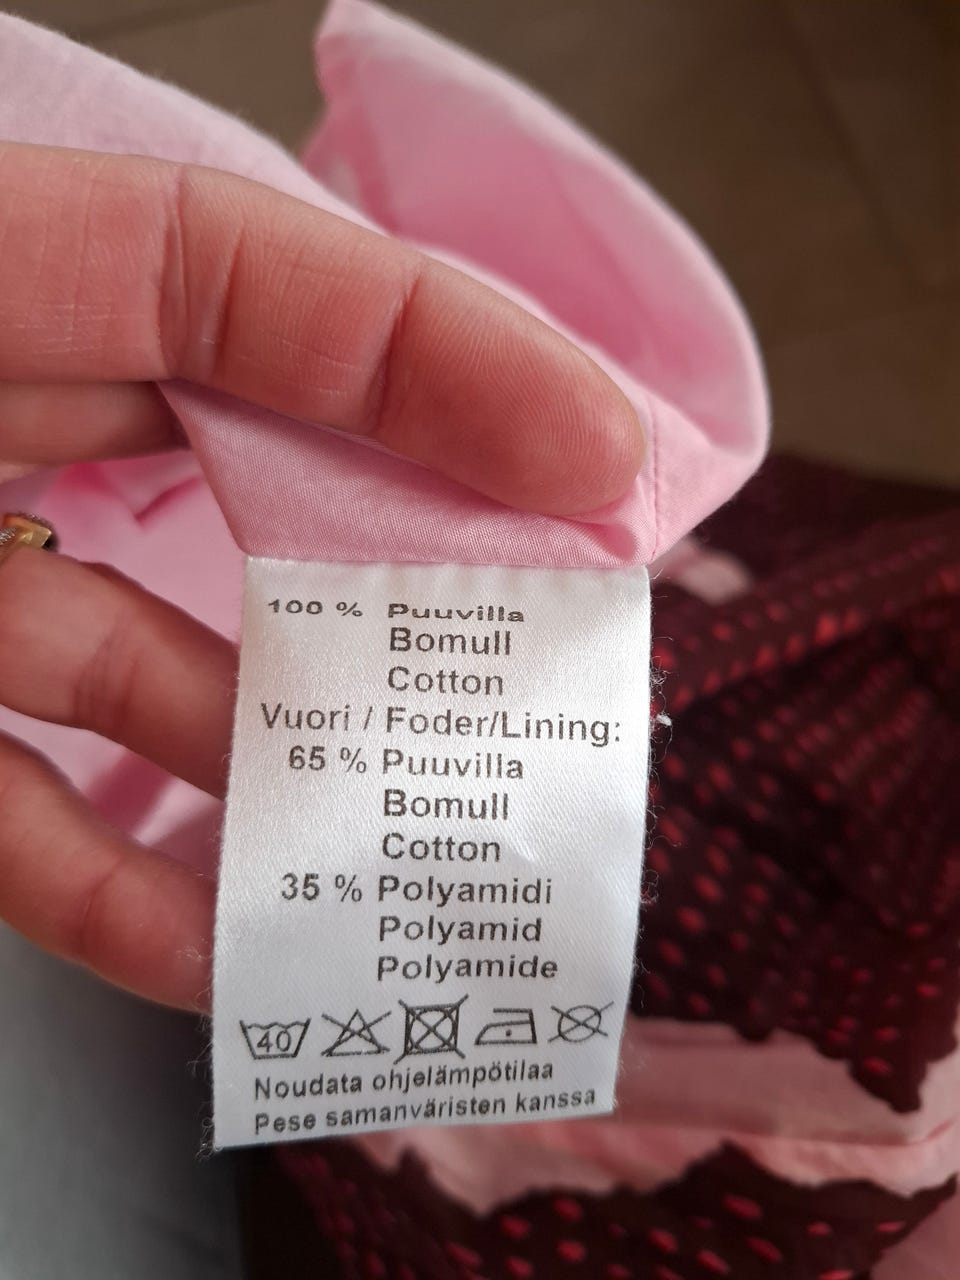 100 % Puuvilla
Bomull
Cotton
Vuori / Foder/Lining:
65 % Puuvilla
Bomull
Cotton
35 % Polyamidi
Polyamid
Polyamide
40
Noudata ohjelämpötilaa
Pese samanväristen kanssa